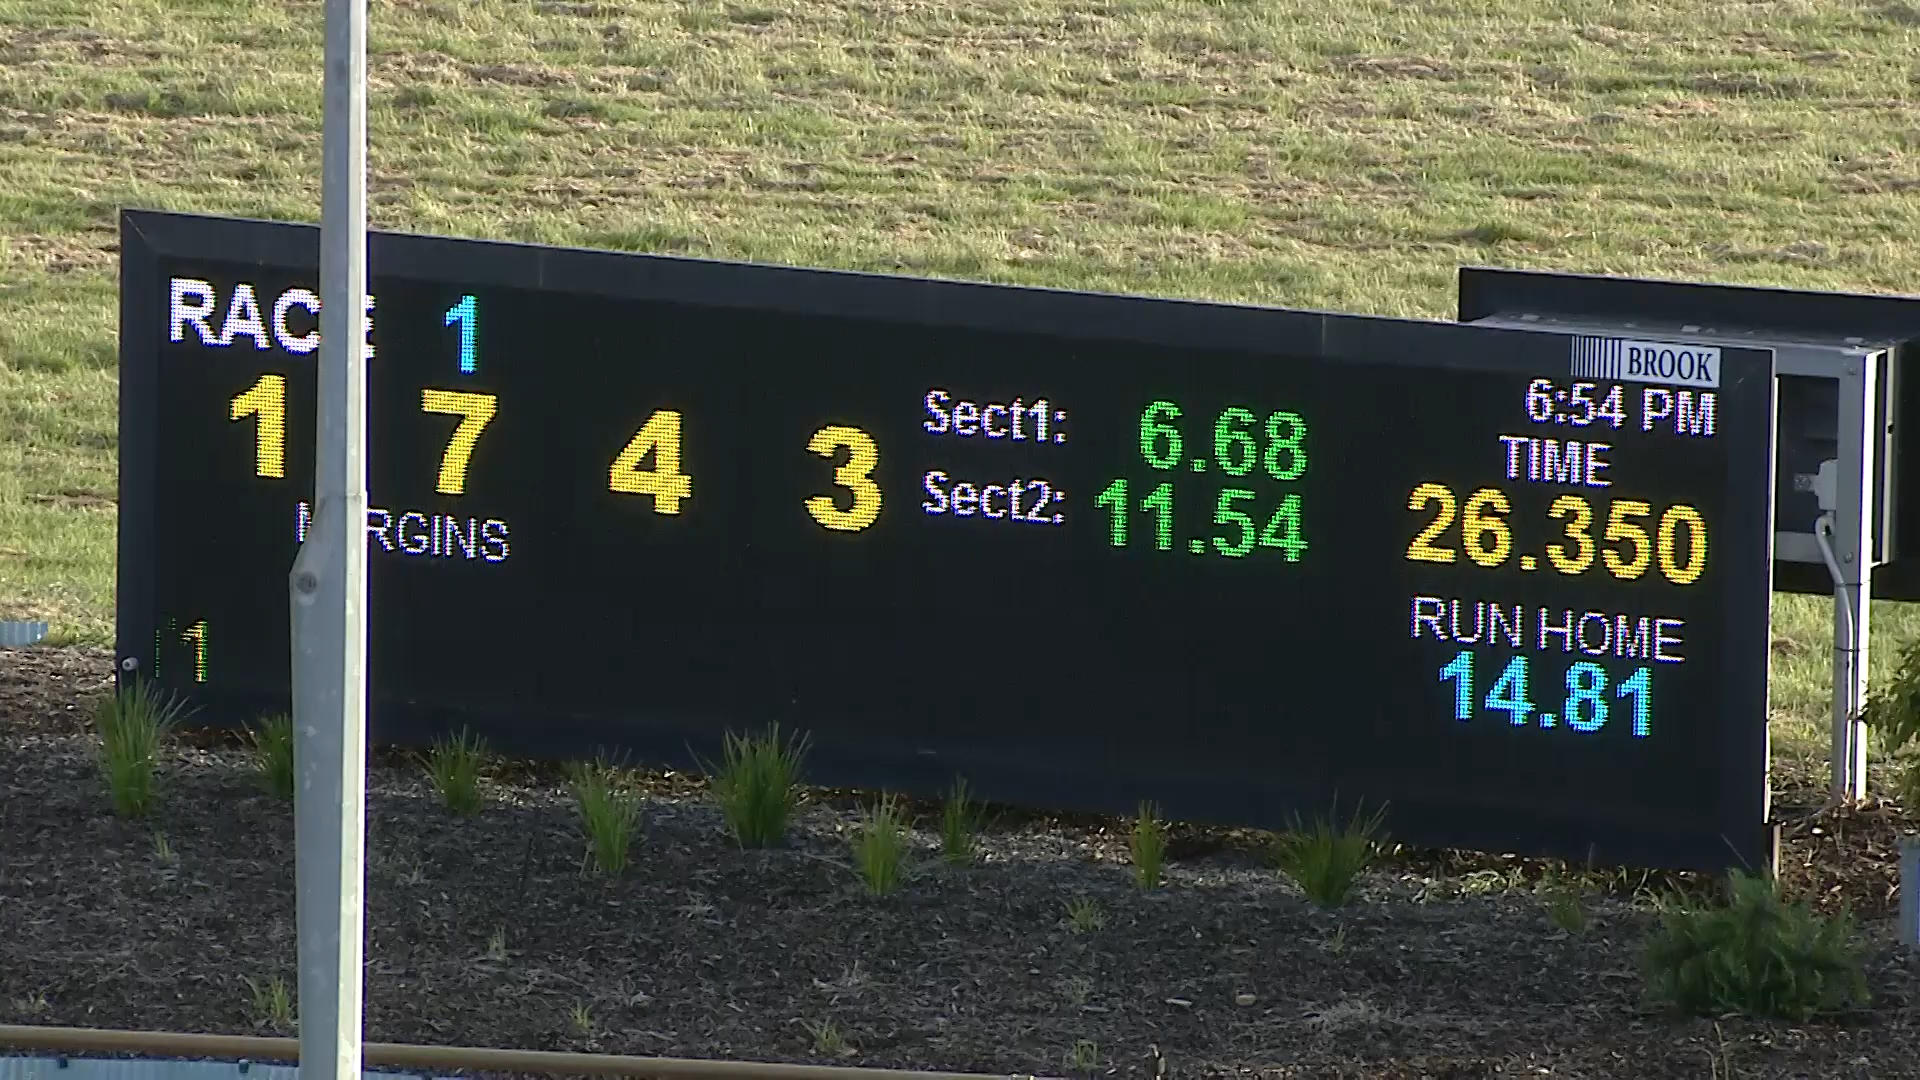 BROOK
RACE 1
6:54 PM
1 7 4 3
Sect1: 6.68
Sect2: 11.54
TIME
26.350
MARGINS
RUN HOME
14.81